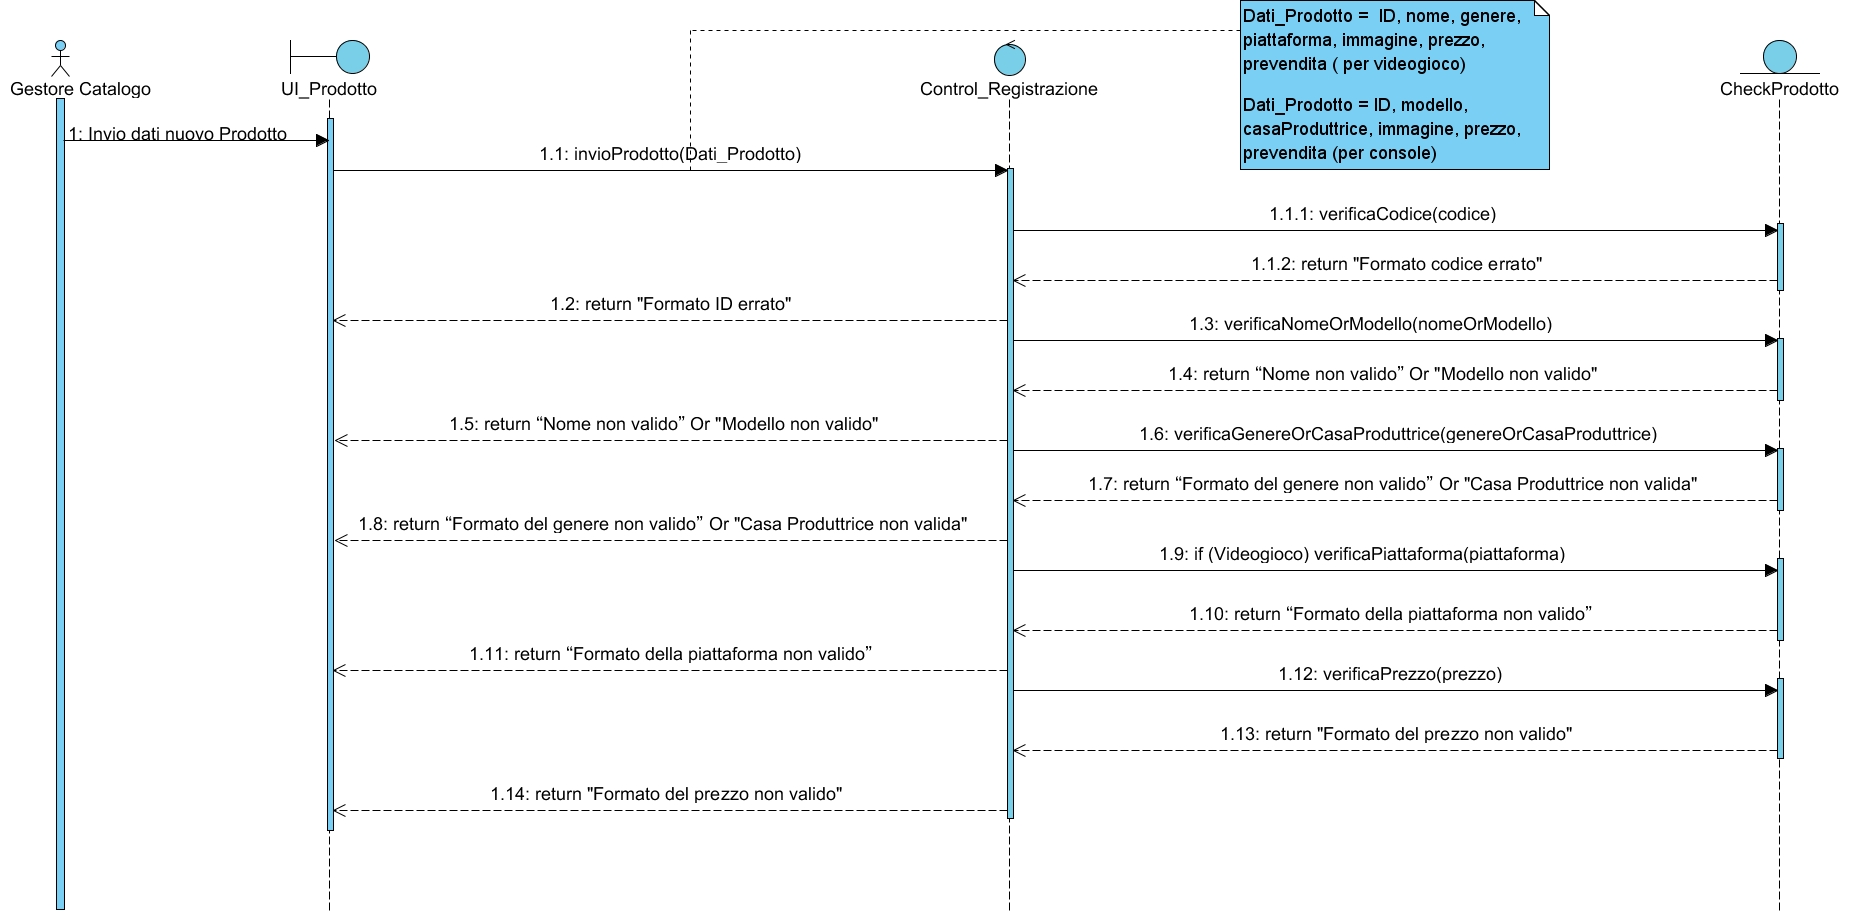 Dati_Prodotto =  ID, nome, genere,
piattaforma, immagine, prezzo,
prevendita ( per videogioco)
Dati_Prodotto = ID, modello,
casaProduttrice, immagine, prezzo,
prevendita (per console)
Gestore Catalogo
UI_Prodotto
Control_Registrazione
CheckProdotto
1: Invio dati nuovo Prodotto
1.1: invioProdotto(Dati_Prodotto)
1.1.1: verificaCodice(codice)
1.1.2: return "Formato codice errato"
1.2: return "Formato ID errato"
1.3: verificaNomeOrModello(nomeOrModello)
1.4: return “Nome non valido” Or "Modello non valido"
1.5: return “Nome non valido” Or "Modello non valido"
1.6: verificaGenereOrCasaProduttrice(genereOrCasaProduttrice)
1.7: return “Formato del genere non valido” Or "Casa Produttrice non valida"
1.8: return “Formato del genere non valido” Or "Casa Produttrice non valida"
1.9: if (Videogioco) verificaPiattaforma(piattaforma)
1.10: return “Formato della piattaforma non valido”
1.11: return “Formato della piattaforma non valido”
1.12: verificaPrezzo(prezzo)
1.13: return "Formato del prezzo non valido"
1.14: return "Formato del prezzo non valido"